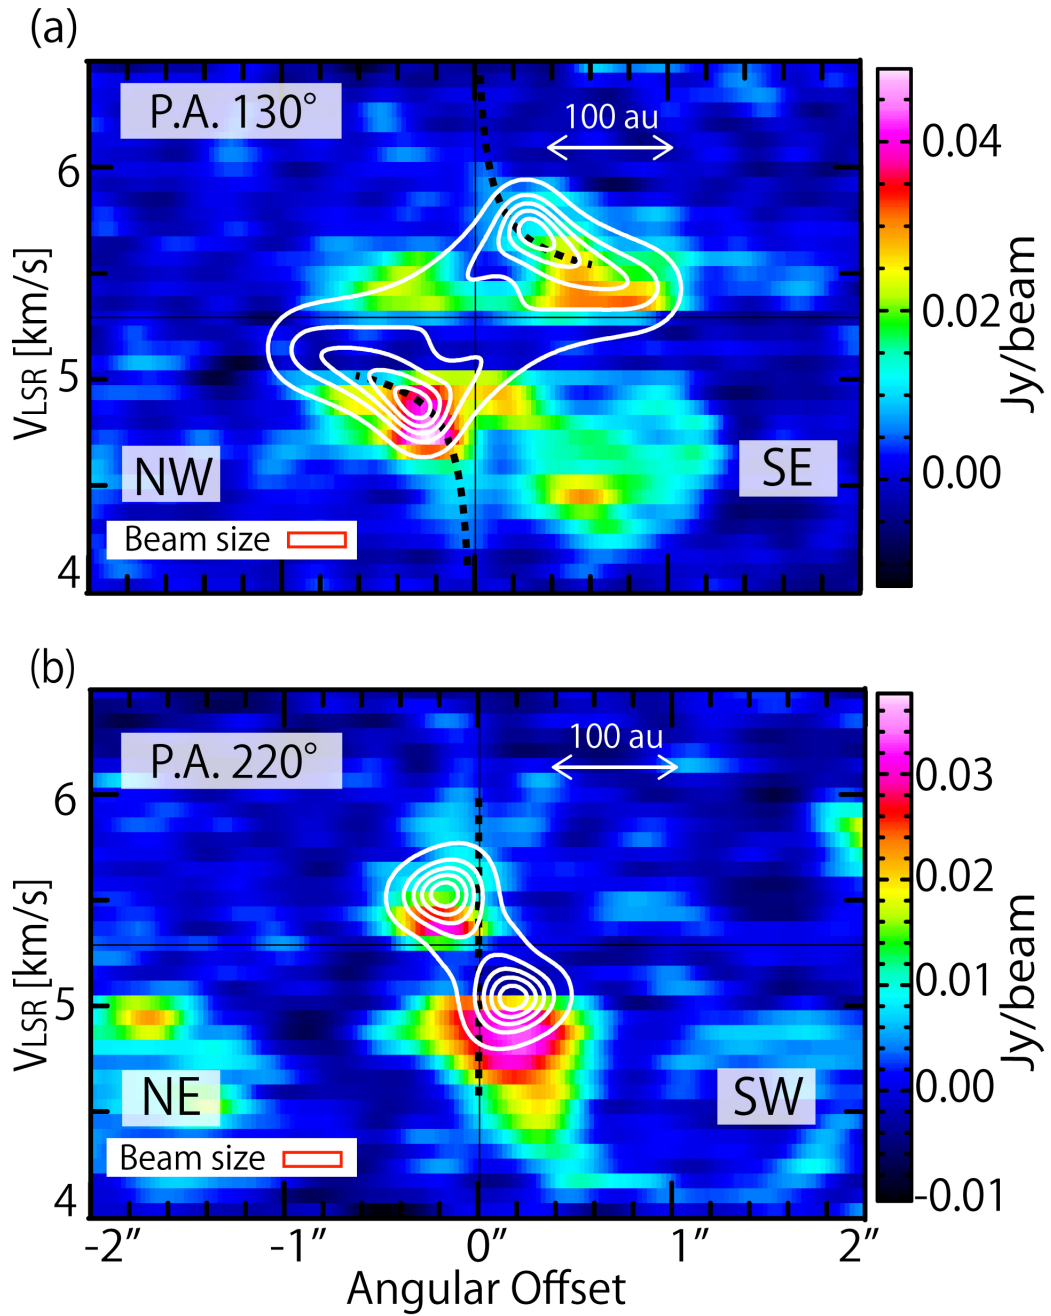 (a)
P.A. 130°
100 au
6
5
4
VLSR [km/s]
NW
SE
Beam size
0.04
0.02
0.00
Jy/beam
(b)
P.A. 220°
100 au
6
5
4
VLSR [km/s]
NE
SW
Beam size
0.03
0.02
0.01
0.00
-0.01
Jy/beam
-2″ -1″ 0″ 1″ 2″
Angular Offset